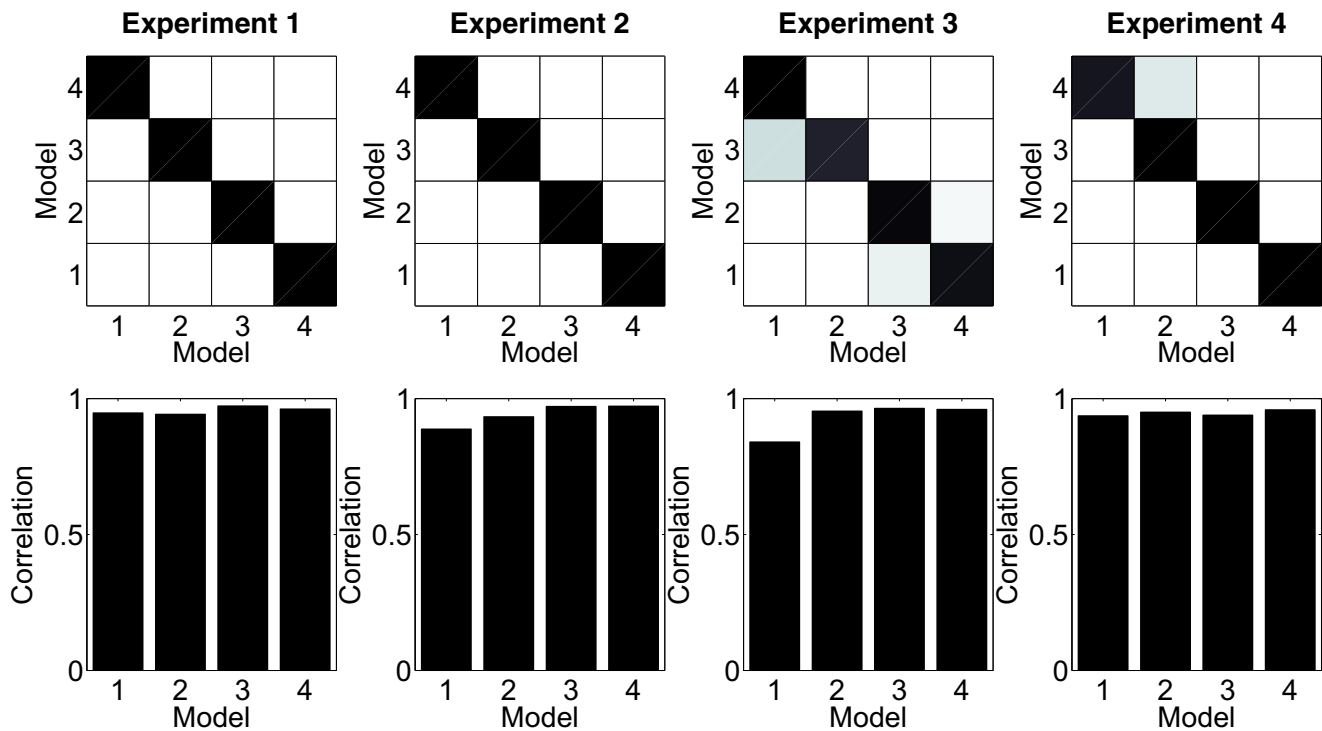 Experiment 1
Experiment 2
Experiment 3
Experiment 4
Model
4
3
2
1
1 2 3 4
Model
Model
4
3
2
1
1 2 3 4
Model
Model
4
3
2
1
1 2 3 4
Model
Model
4
3
2
1
1 2 3 4
Model
Correlation
1
0.5
0
1 2 3 4
Model
Correlation
1
0.5
0
1 2 3 4
Model
Correlation
1
0.5
0
1 2 3 4
Model
Correlation
1
0.5
0
1 2 3 4
Model